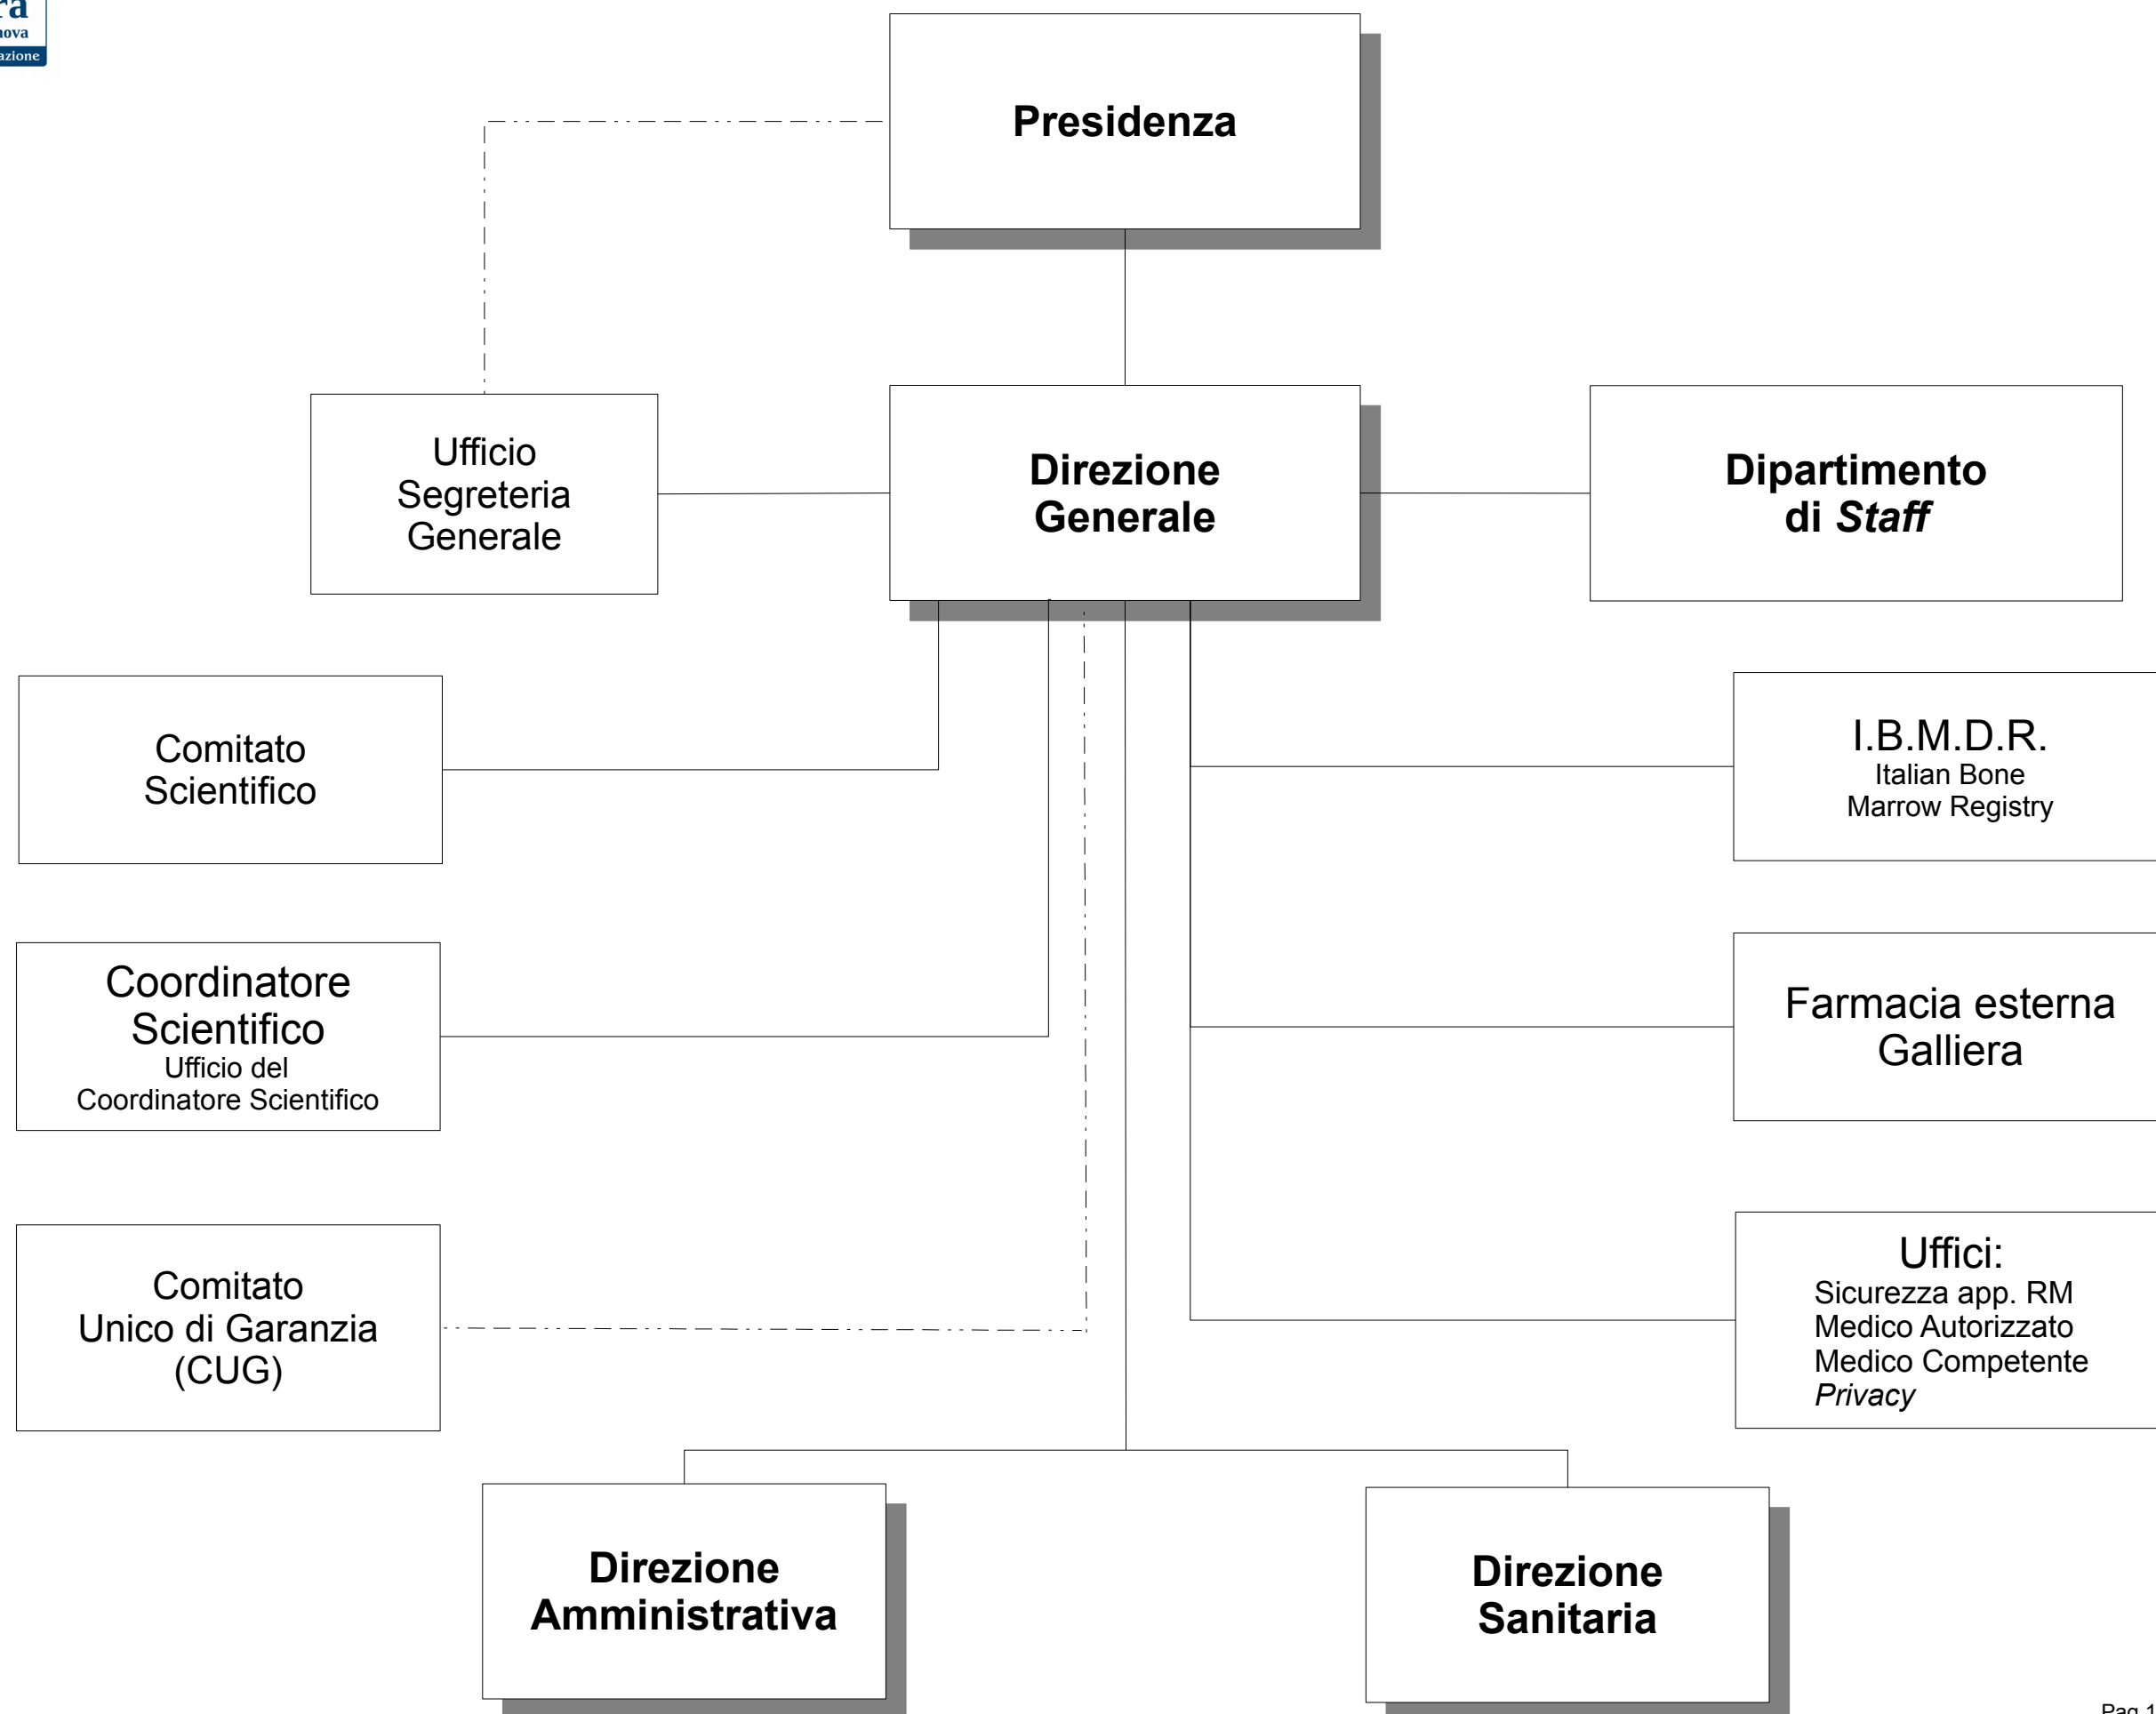 Presidenza
Ufficio
Segreteria
Generale
Direzione
Generale
Dipartimento
di Staff
Comitato
Scientifico
I.B.M.D.R.
Italian Bone
Marrow Registry
Coordinatore
Scientifico
Ufficio del
Coordinatore Scientifico
Farmacia esterna
Galliera
Comitato
Unico di Garanzia
(CUG)
Uffici:
Sicurezza app. RM
Medico Autorizzato
Medico Competente
Privacy
Direzione
Amministrativa
Direzione
Sanitaria
Pag.1